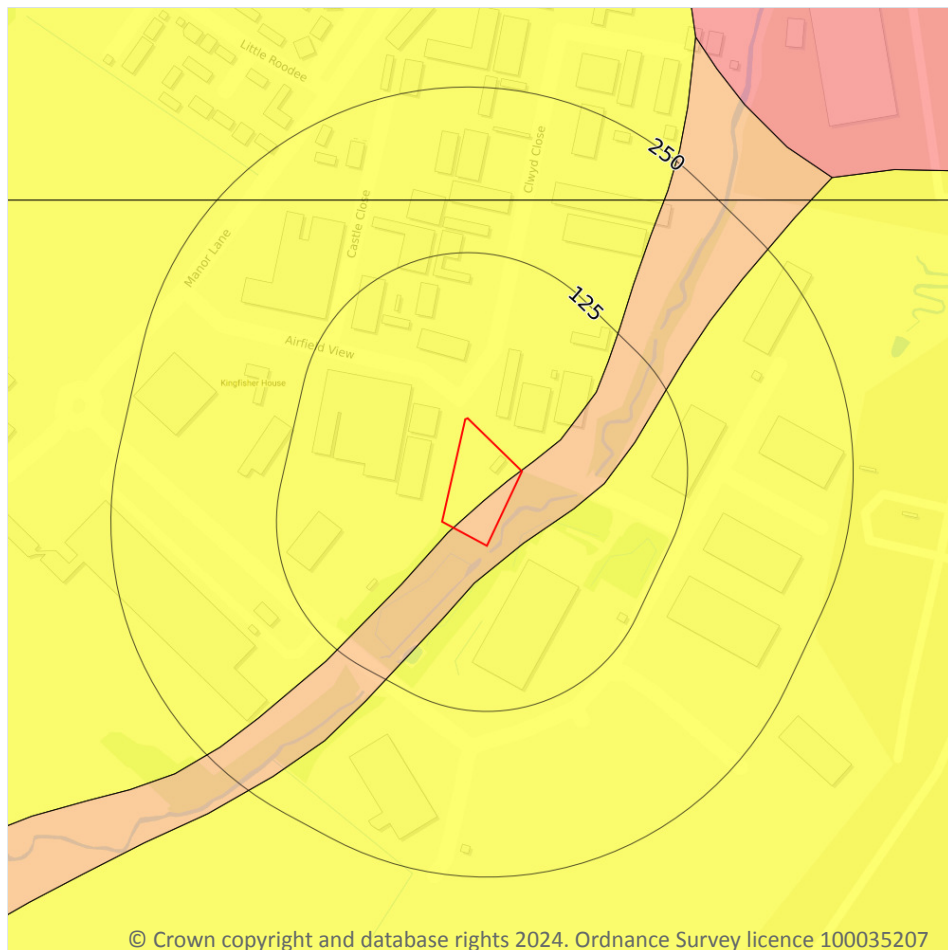 Little Roodee
250
Clwyd Close
Castle Close
Manor Lane
125
Airfield View
Kingfisher House
© Crown copyright and database rights 2024. Ordnance Survey licence 100035207